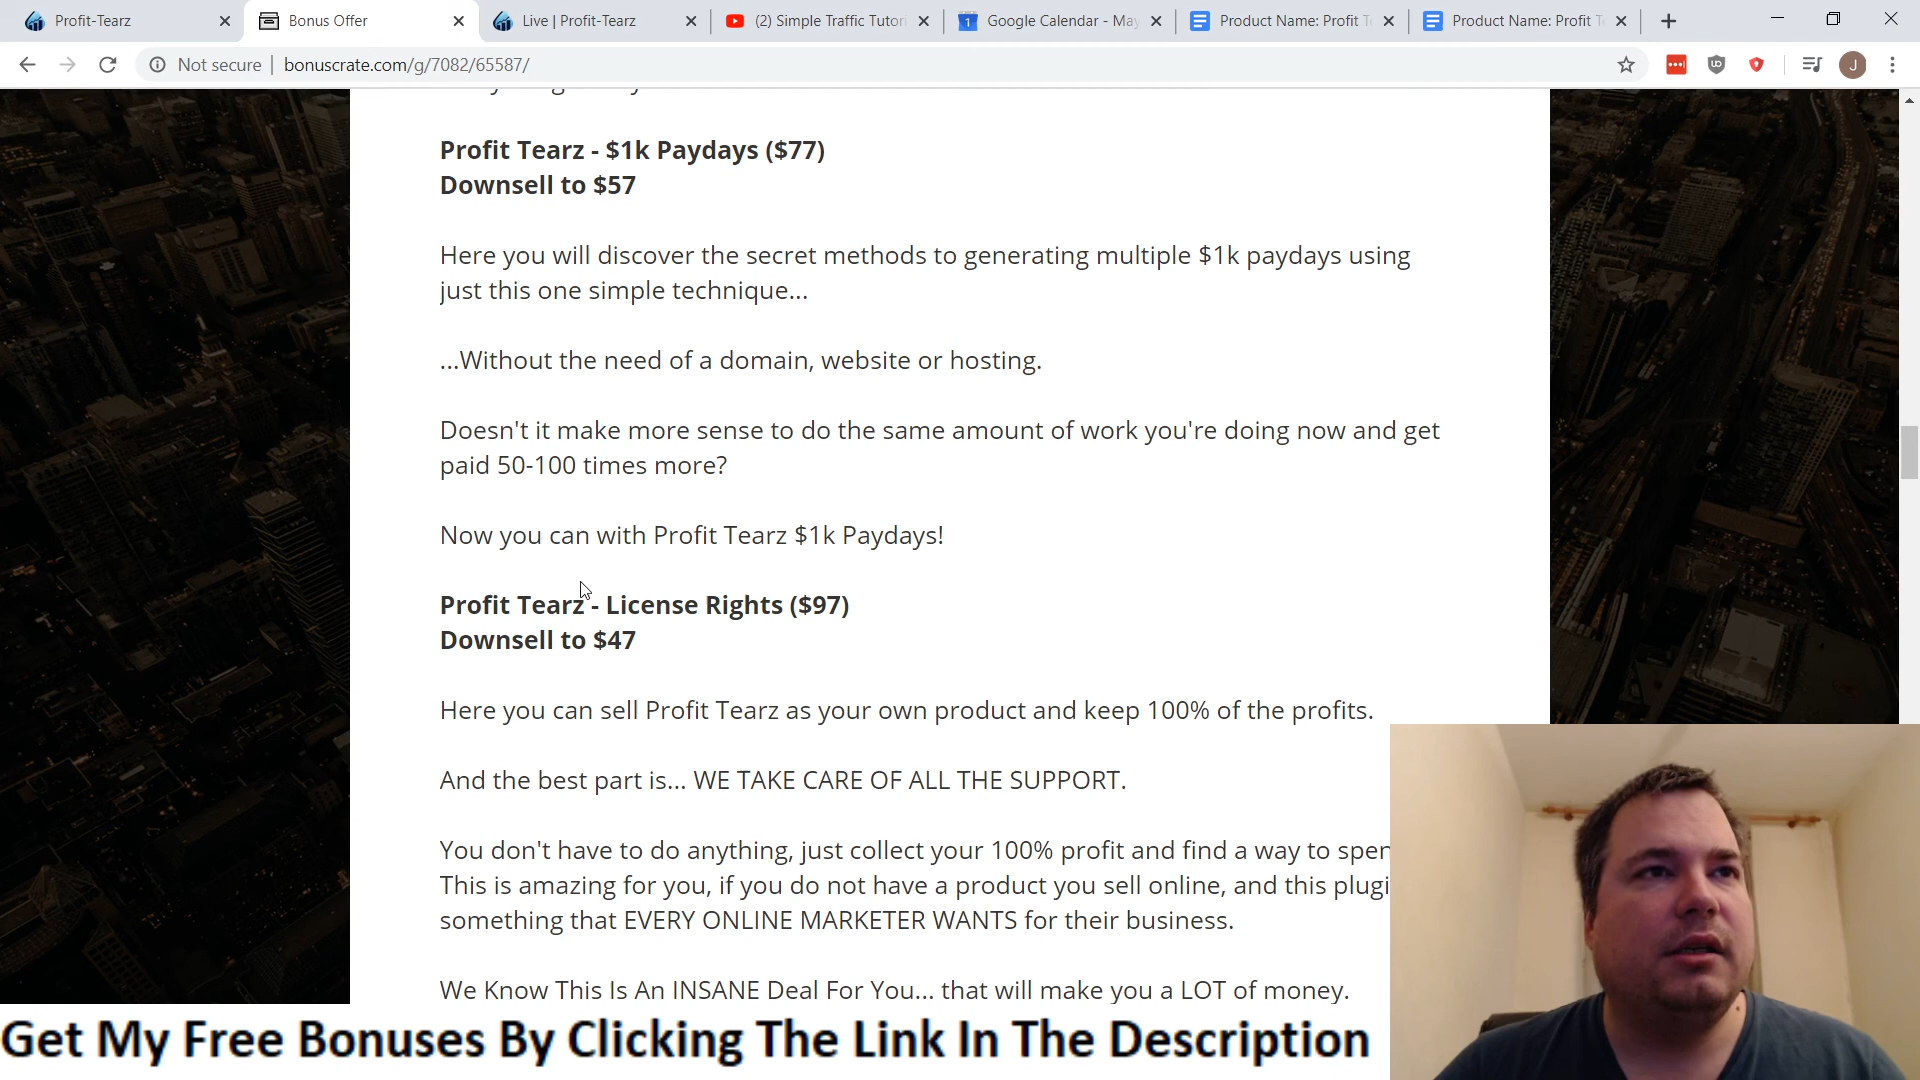 Profit-Tearz
Bonus Offer
Live | Profit-Tearz
(2) Simple Traffic Tutor
Google Calendar - May
Product Name: Profit T
Product Name: Profit T
Not secure
bonuscrate.com/g/7082/65587/
J
Profit Tearz - $1k Paydays ($77)
Downsell to $57
Here you will discover the secret methods to generating multiple $1k paydays using
just this one simple technique...
...Without the need of a domain, website or hosting.
Doesn't it make more sense to do the same amount of work you're doing now and get
paid 50-100 times more?
Now you can with Profit Tearz $1k Paydays!
Profit Tearz - License Rights ($97)
Downsell to $47
Here you can sell Profit Tearz as your own product and keep 100% of the profits.
And the best part is... WE TAKE CARE OF ALL THE SUPPORT.
You don't have to do anything, just collect your 100% profit and find a way to spen
This is amazing for you, if you do not have a product you sell online, and this plugi
something that EVERY ONLINE MARKETER WANTS for their business.
We Know This Is An INSANE Deal For You... that will make you a LOT of money.
Get My Free Bonuses By Clicking The Link In The Description